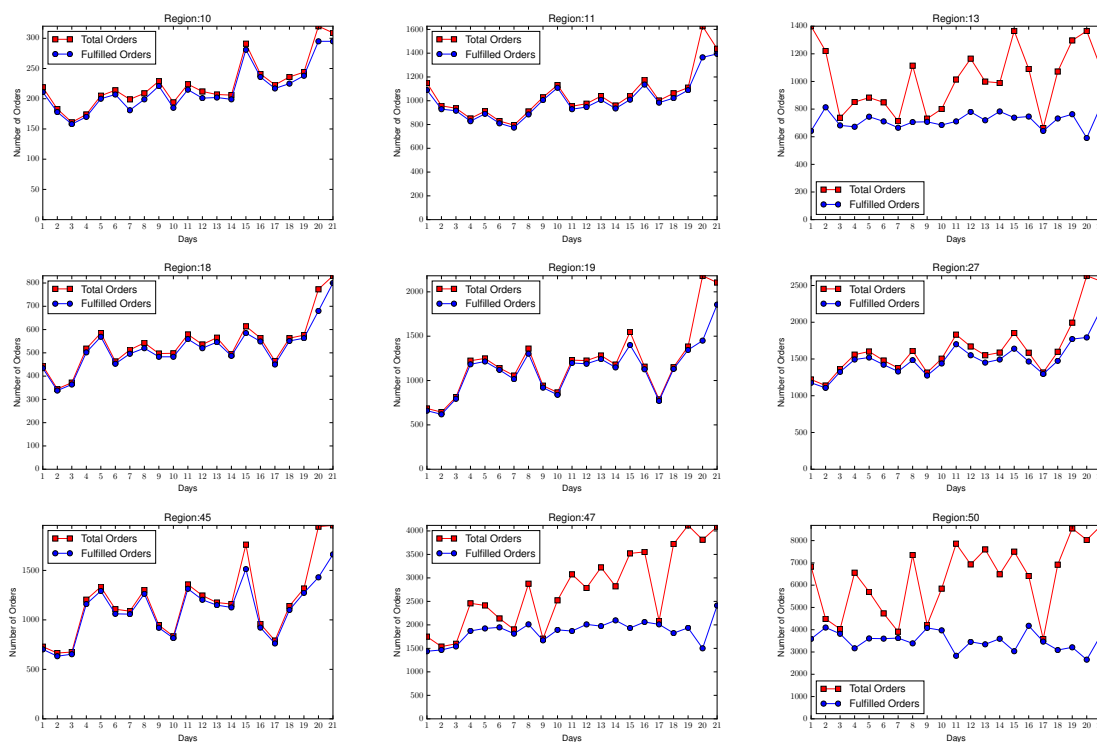 Region:10
Number of Orders
300
250
200
150
100
50
0
Total Orders
Fulfilled Orders
1 2 3 4 5 6 7 8 9 10 11 12 13 14 15 16 17 18 19 20 21
Days
Region:11
Number of Orders
1600
1400
1200
1000
800
600
400
200
0
Total Orders
Fulfilled Orders
1 2 3 4 5 6 7 8 9 10 11 12 13 14 15 16 17 18 19 20 21
Days
Region:13
Number of Orders
1400
1200
1000
800
600
400
200
0
Total Orders
Fulfilled Orders
1 2 3 4 5 6 7 8 9 10 11 12 13 14 15 16 17 18 19 20 21
Days
Region:18
Number of Orders
800
700
600
500
400
300
200
100
0
Total Orders
Fulfilled Orders
1 2 3 4 5 6 7 8 9 10 11 12 13 14 15 16 17 18 19 20 21
Days
Region:19
Number of Orders
2000
1500
1000
500
0
Total Orders
Fulfilled Orders
1 2 3 4 5 6 7 8 9 10 11 12 13 14 15 16 17 18 19 20 21
Days
Region:27
Number of Orders
2500
2000
1500
1000
500
0
Total Orders
Fulfilled Orders
1 2 3 4 5 6 7 8 9 10 11 12 13 14 15 16 17 18 19 20 21
Days
Region:45
Number of Orders
1500
1000
500
0
Total Orders
Fulfilled Orders
1 2 3 4 5 6 7 8 9 10 11 12 13 14 15 16 17 18 19 20 21
Days
Region:47
Number of Orders
4000
3500
3000
2500
2000
1500
1000
500
0
Total Orders
Fulfilled Orders
1 2 3 4 5 6 7 8 9 10 11 12 13 14 15 16 17 18 19 20 21
Days
Region:50
Number of Orders
8000
7000
6000
5000
4000
3000
2000
1000
0
Total Orders
Fulfilled Orders
1 2 3 4 5 6 7 8 9 10 11 12 13 14 15 16 17 18 19 20 21
Days